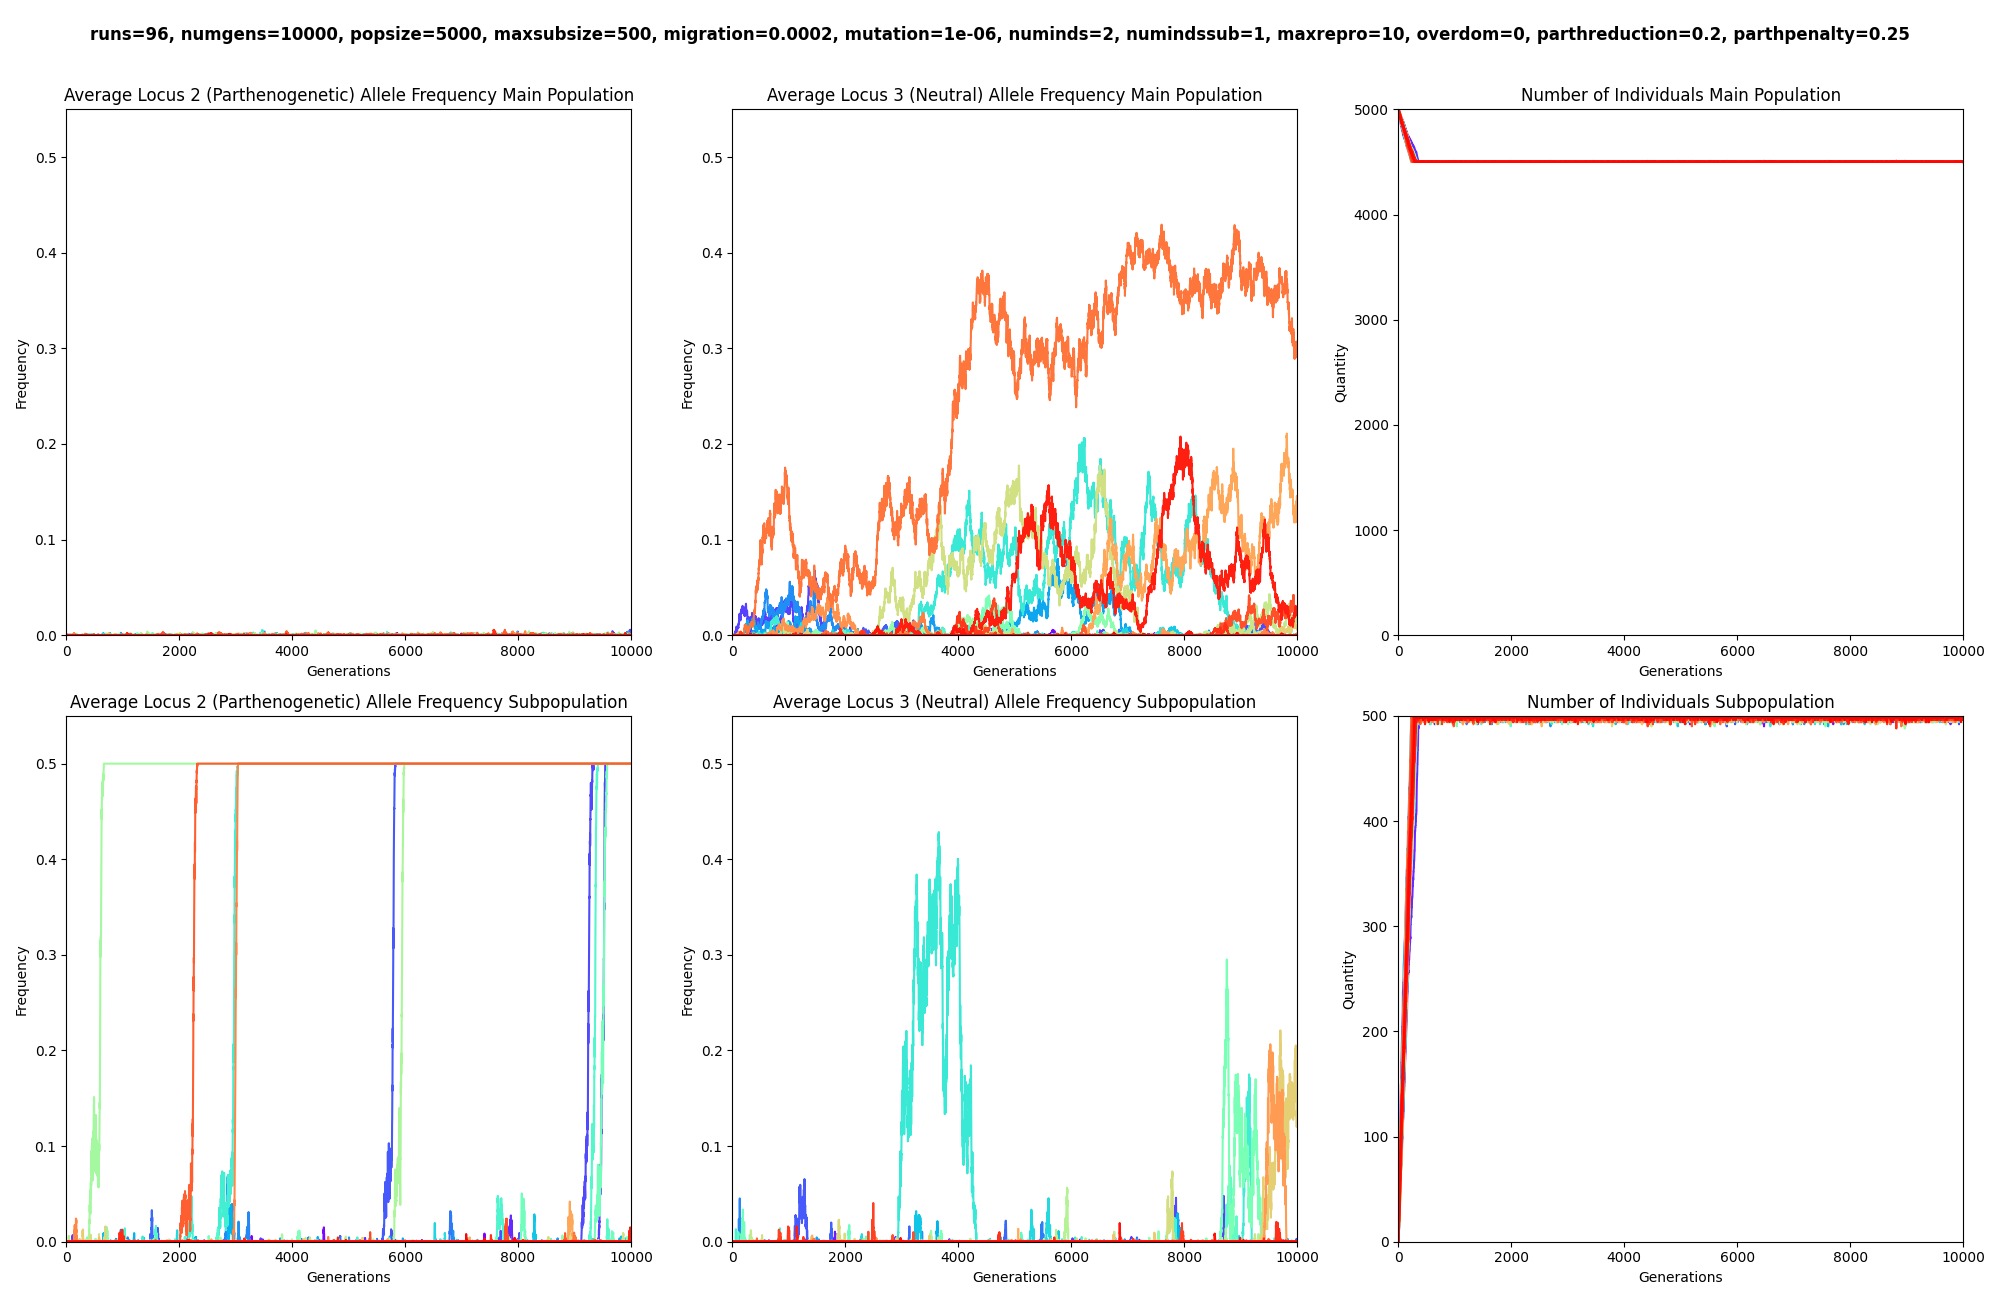 runs=96, numgens=10000, popsize=5000, maxsubsize=500, migration=0.0002, mutation=1e-06, numinds=2, numindssub=1, maxrepro=10, overdom=0, parthreduction=0.2, parthpenalty=0.25
Average Locus 2 (Parthenogenetic) Allele Frequency Main Population
0.5
0.4
0.3
0.2
0.1
0.0
Frequency
0 2000 4000 6000 8000 10000
Generations
Average Locus 3 (Neutral) Allele Frequency Main Population
0.5
0.4
0.3
0.2
0.1
0.0
Frequency
0 2000 4000 6000 8000 10000
Generations
Number of Individuals Main Population
5000
4000
3000
2000
1000
0
Quantity
0 2000 4000 6000 8000 10000
Generations
Average Locus 2 (Parthenogenetic) Allele Frequency Subpopulation
0.5
0.4
0.3
0.2
0.1
0.0
Frequency
0 2000 4000 6000 8000 10000
Generations
Average Locus 3 (Neutral) Allele Frequency Subpopulation
0.5
0.4
0.3
0.2
0.1
0.0
Frequency
0 2000 4000 6000 8000 10000
Generations
Number of Individuals Subpopulation
500
400
300
200
100
0
Quantity
0 2000 4000 6000 8000 10000
Generations